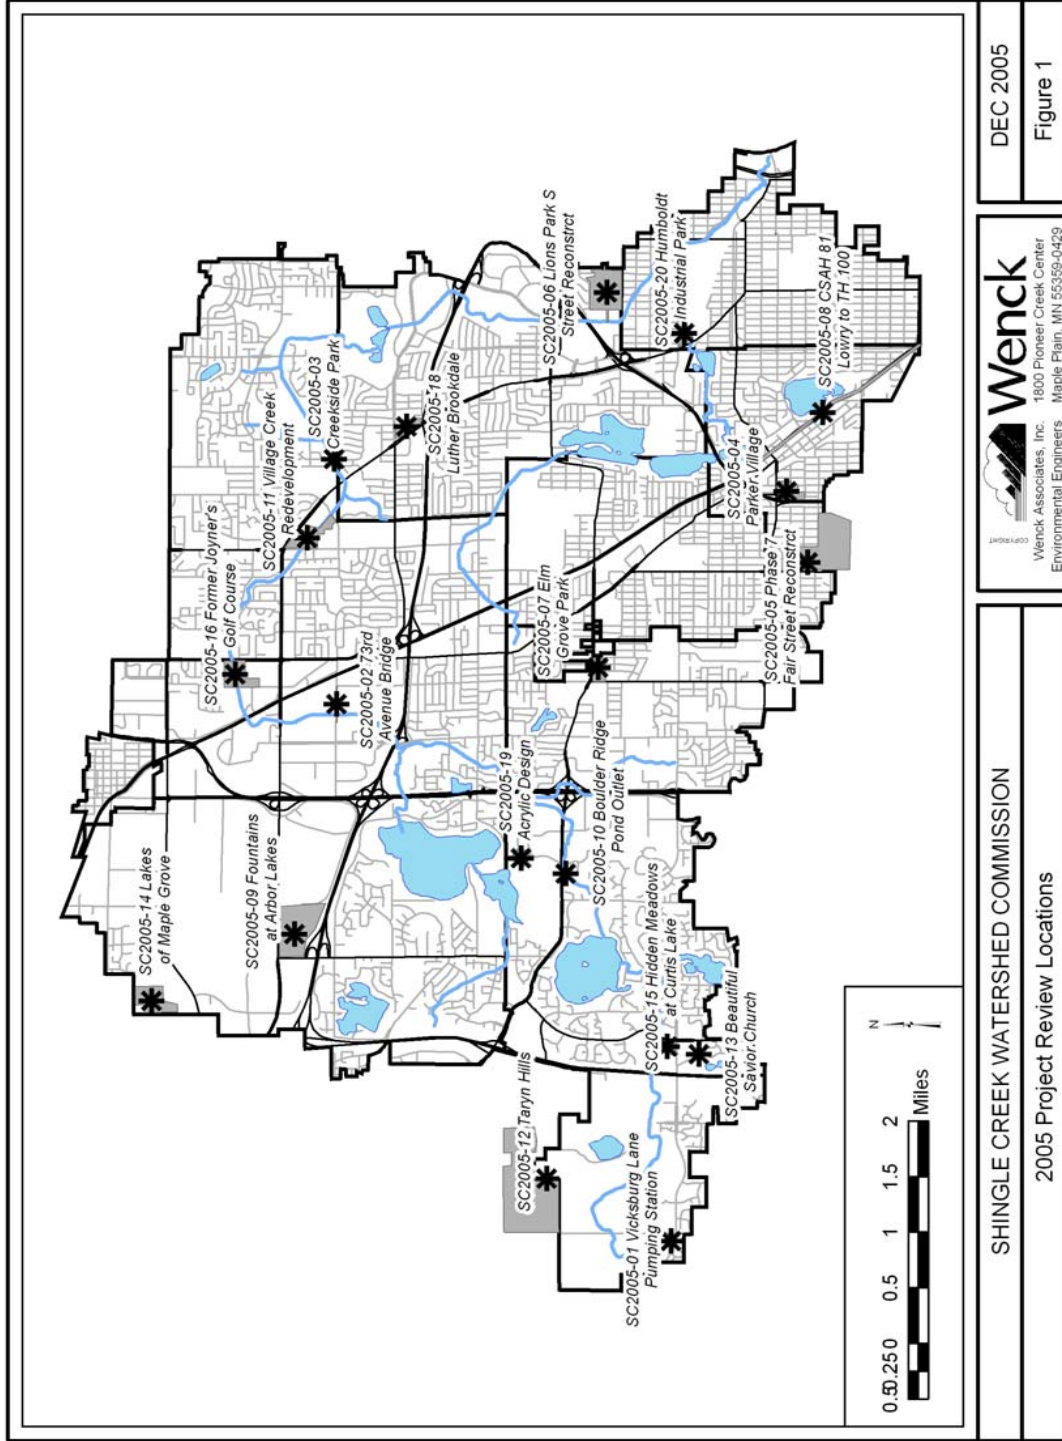 SC2005-14 Lakes
of Maple Grove
SC2005-09 Fountains
at Arbor Lakes
SC2005-16 Former Joyner's
Golf Course
SC2005-11 Village Creek
Redevelopment
SC2005-03
Creekside Park
SC2005-02 73rd
Avenue Bridge
SC2005-18
Luther Brookdale
SC2005-12 Taryn Hills
SC2005-19
Acrylic Design
SC2005-07 Elm
Grove Park
SC2005-06 Lions Park S
Street Reconstrct
SC2005-10 Boulder Ridge
Pond Outlet
SC2005-01 Vicksburg Lane
Pumping Station
SC2005-15 Hidden Meadows
at Curtis Lake
SC2005-20 Humboldt
Industrial Park
SC2005-13 Beautiful
Savior Church
SC2005-04
Parker Village
SC2005-05 Phase 7
Fair Street Reconstrct
SC2005-08 CSAH 81
Lowry to TH 100
N
0.5 0.25 0 0.5 1 1.5 2
Miles
SHINGLE CREEK WATERSHED COMMISSION
2005 Project Review Locations
COPYRIGHT
Wenck
Wenck Associates, Inc. 1800 Pioneer Creek Center
Environmental Engineers Maple Plain, MN 55359-0429
DEC 2005
Figure 1